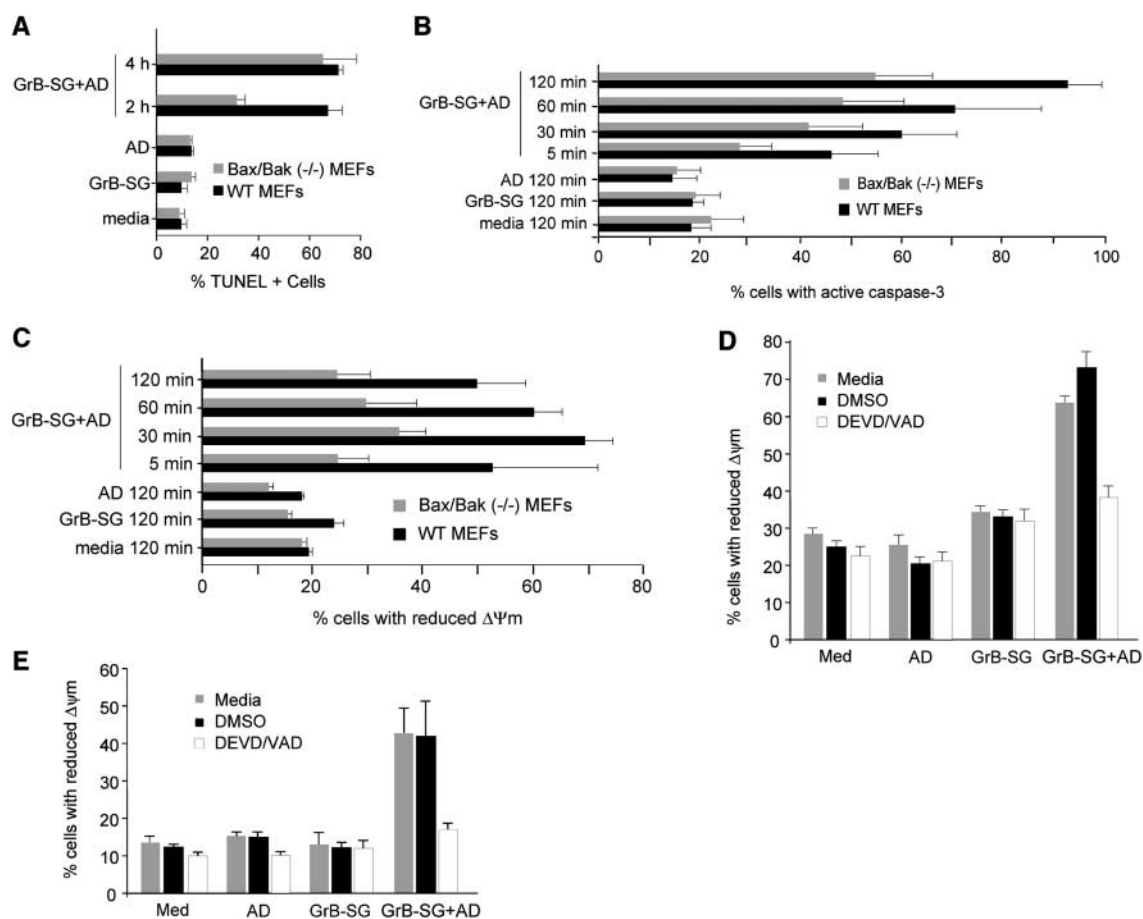 A
GrB-SG+AD
4 h
2 h
AD
GrB-SG
media
Bax/Bak (-/-) MEFs
WT MEFs
0 20 40 60 80
% TUNEL + Cells
B
GrB-SG+AD
120 min
60 min
30 min
5 min
AD 120 min
GrB-SG 120 min
media 120 min
Bax/Bak (-/-) MEFs
WT MEFs
0 20 40 60 80 100
% cells with active caspase-3
C
GrB-SG+AD
120 min
60 min
30 min
5 min
AD 120 min
GrB-SG 120 min
media 120 min
Bax/Bak (-/-) MEFs
WT MEFs
0 20 40 60 80
% cells with reduced ΔΨm
D
% cells with reduced Δψm
80
70
60
50
40
30
20
10
0
Media
DMSO
DEVD/VAD
Med AD GrB-SG GrB-SG+AD
E
% cells with reduced Δψm
60
50
40
30
20
10
0
Media
DMSO
DEVD/VAD
Med AD GrB-SG GrB-SG+AD